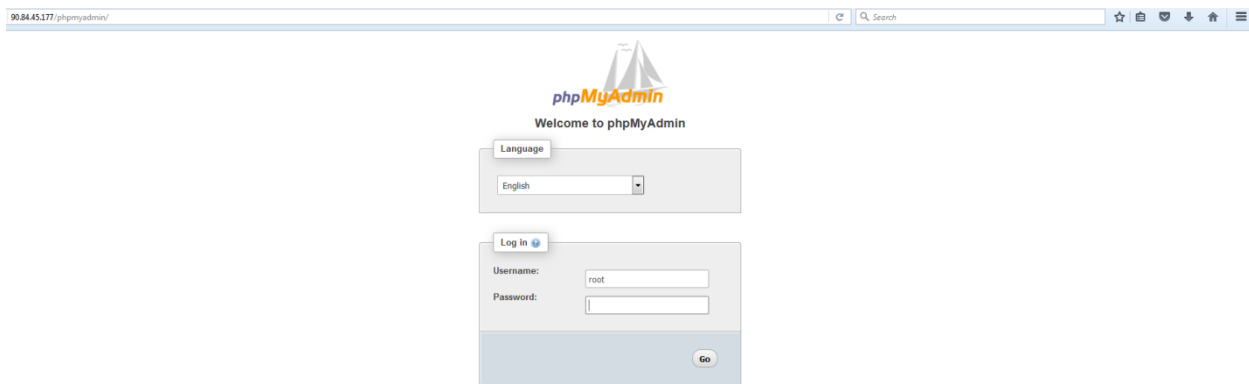 90.84.45.177/phpmyadmin/
Search
phpMyAdmin
Welcome to phpMyAdmin
Language
English
Log in
Username:
root
Password:
Go